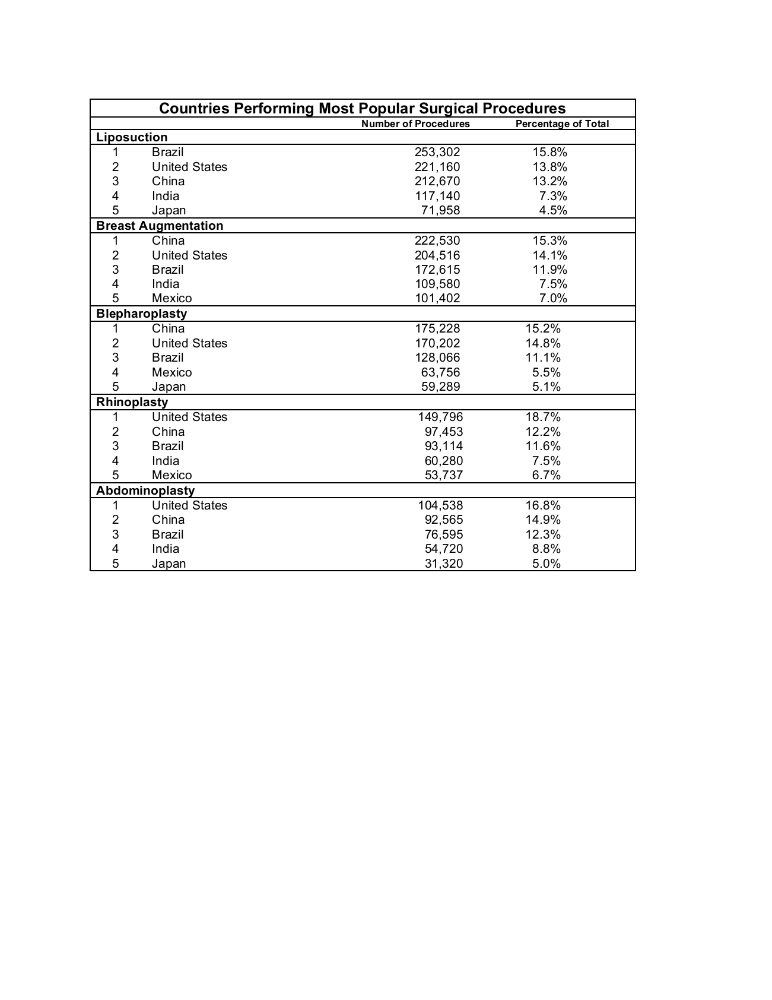 Countries Performing Most Popular Surgical Procedures
Number of Procedures Percentage of Total
Liposuction
1 Brazil 253,302 15.8%
2 United States 221,160 13.8%
3 China 212,670 13.2%
4 India 117,140 7.3%
5 Japan 71,958 4.5%
Breast Augmentation
1 China 222,530 15.3%
2 United States 204,516 14.1%
3 Brazil 172,615 11.9%
4 India 109,580 7.5%
5 Mexico 101,402 7.0%
Blepharoplasty
1 China 175,228 15.2%
2 United States 170,202 14.8%
3 Brazil 128,066 11.1%
4 Mexico 63,756 5.5%
5 Japan 59,289 5.1%
Rhinoplasty
1 United States 149,796 18.7%
2 China 97,453 12.2%
3 Brazil 93,114 11.6%
4 India 60,280 7.5%
5 Mexico 53,737 6.7%
Abdominoplasty
1 United States 104,538 16.8%
2 China 92,565 14.9%
3 Brazil 76,595 12.3%
4 India 54,720 8.8%
5 Japan 31,320 5.0%